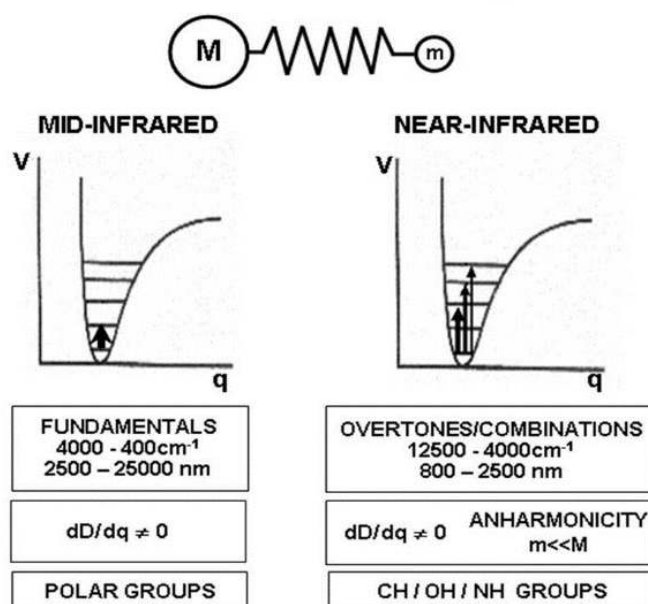 M m
MID-INFRARED
V
q
FUNDAMENTALS
4000 - 400cm⁻¹
2500 – 25000 nm
dD/dq ≠ 0
POLAR GROUPS
NEAR-INFRARED
V
q
OVERTONES/COMBINATIONS
12500 - 4000cm⁻¹
800 – 2500 nm
dD/dq ≠ 0 ANHARMONICITY
m<<M
CH / OH / NH GROUPS